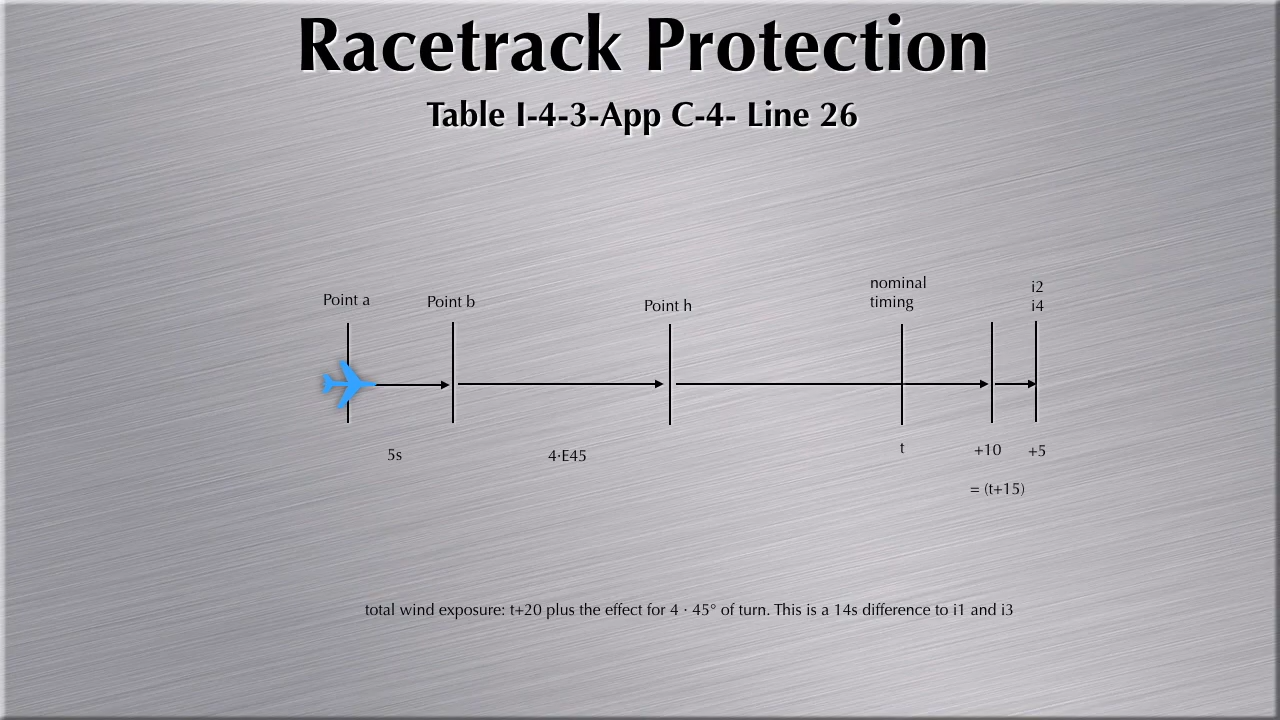 Racetrack Protection
Table I-4-3-App C-4- Line 26
nominal
timing
i2
i4
Point a
Point b
Point h
5s
4·E45
t
+10
+5
= (t+15)
total wind exposure: t+20 plus the effect for 4 · 45° of turn. This is a 14s difference to i1 and i3